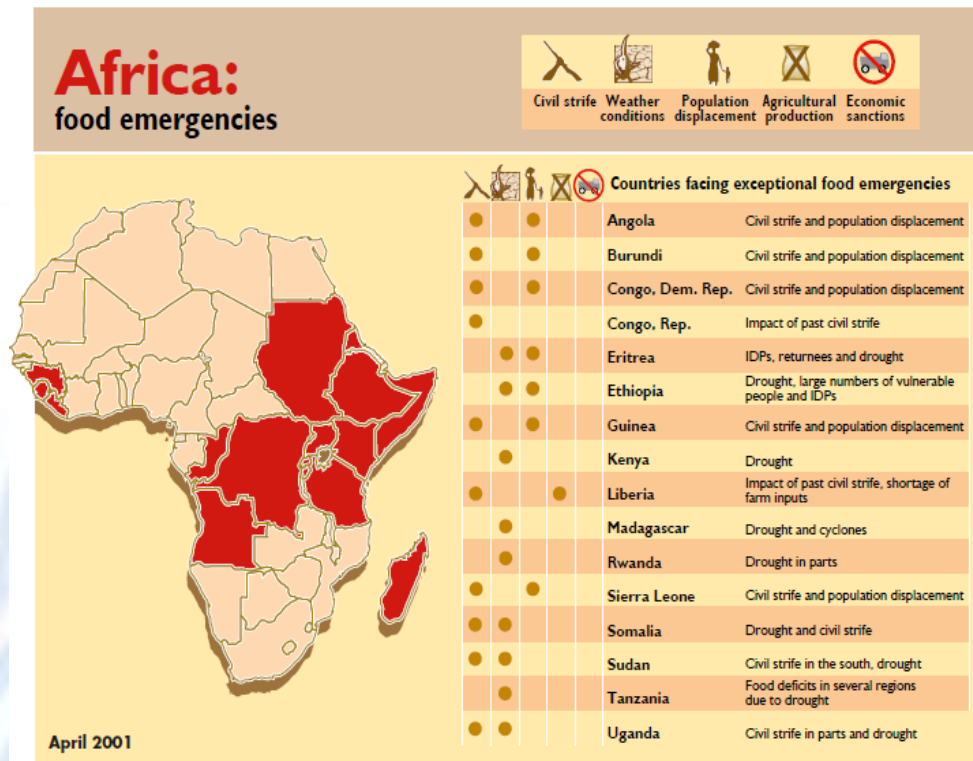 Africa:
food emergencies
Civil strife Weather conditions Population displacement Agricultural production Economic sanctions
Countries facing exceptional food emergencies
Angola Civil strife and population displacement
Burundi Civil strife and population displacement
Congo, Dem. Rep. Civil strife and population displacement
Congo, Rep. Impact of past civil strife
Eritrea IDPs, returnees and drought
Ethiopia Drought, large numbers of vulnerable
people and IDPs
Guinea Civil strife and population displacement
Kenya Drought
Liberia Impact of past civil strife, shortage of
farm inputs
Madagascar Drought and cyclones
Rwanda Drought in parts
Sierra Leone Civil strife and population displacement
Somalia Drought and civil strife
Sudan Civil strife in the south, drought
Tanzania Food deficits in several regions
due to drought
Uganda Civil strife in parts and drought
April 2001